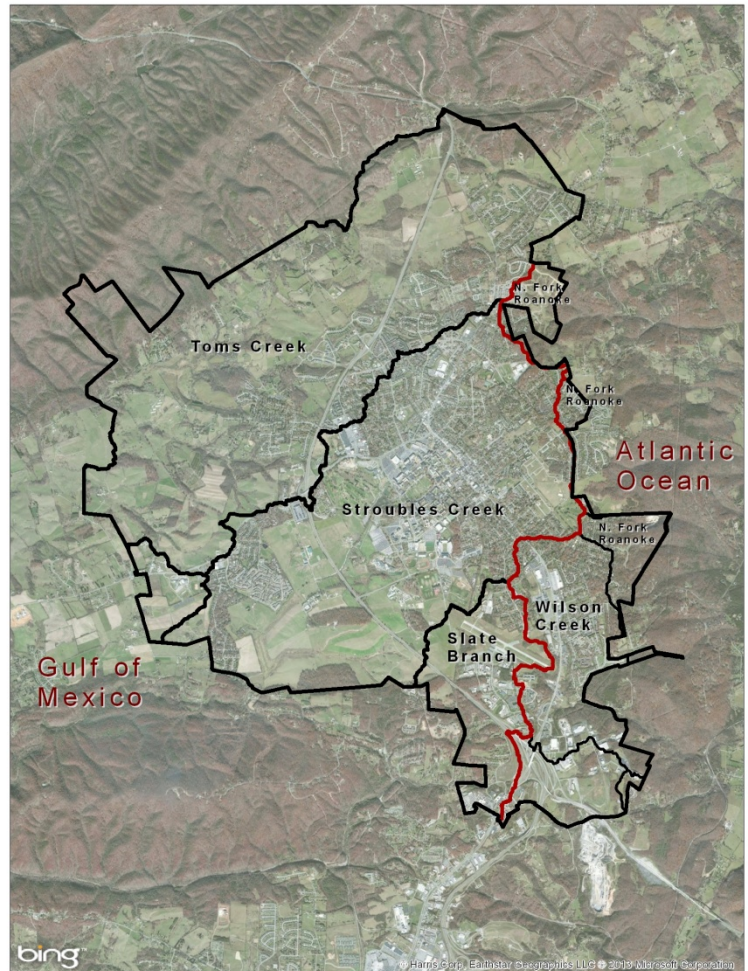 N. Fork
Roanoke
Toms Creek
N. Fork
Roanoke
Atlantic
Ocean
Stroubles Creek
N. Fork
Roanoke
Wilson
Creek
Slate
Branch
Gulf of
Mexico
bing™
© Harris Corp, Earthstar Geographics LLC © 2013 Microsoft Corporation